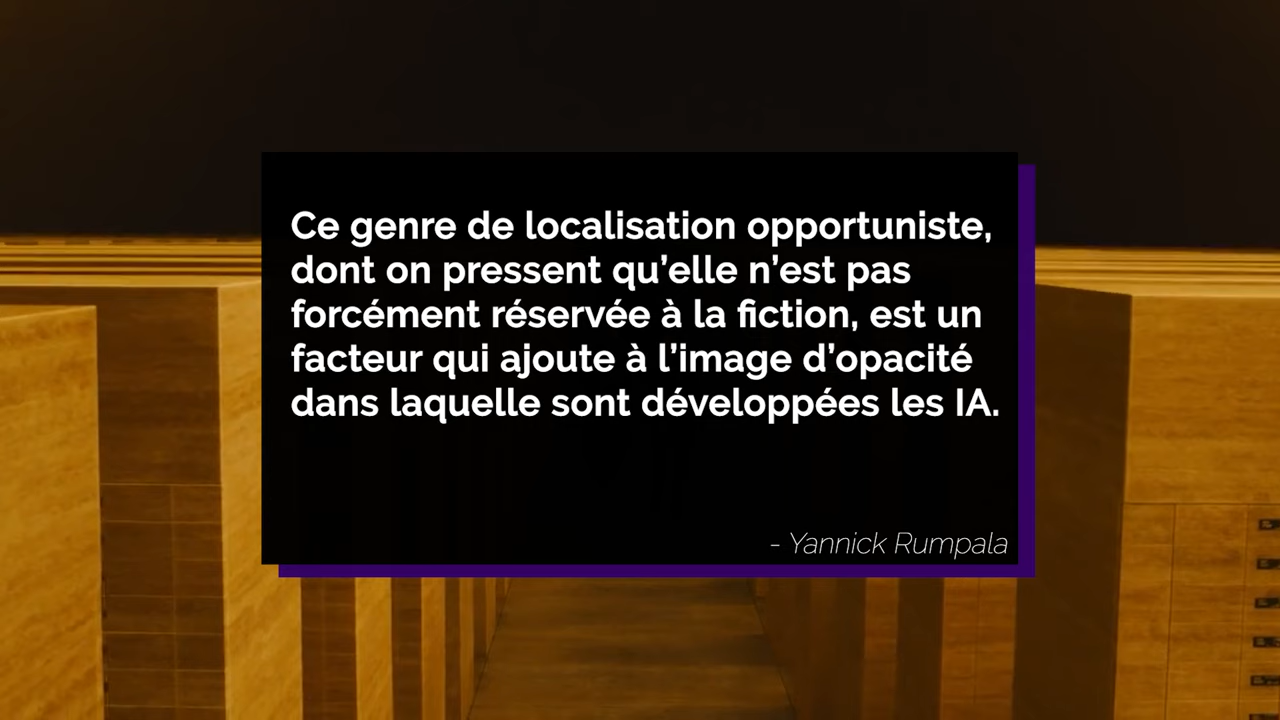 Ce genre de localisation opportuniste,
dont on pressent qu’elle n’est pas
forcément réservée à la fiction, est un
facteur qui ajoute à l’image d’opacité
dans laquelle sont développées les IA.
- Yannick Rumpala